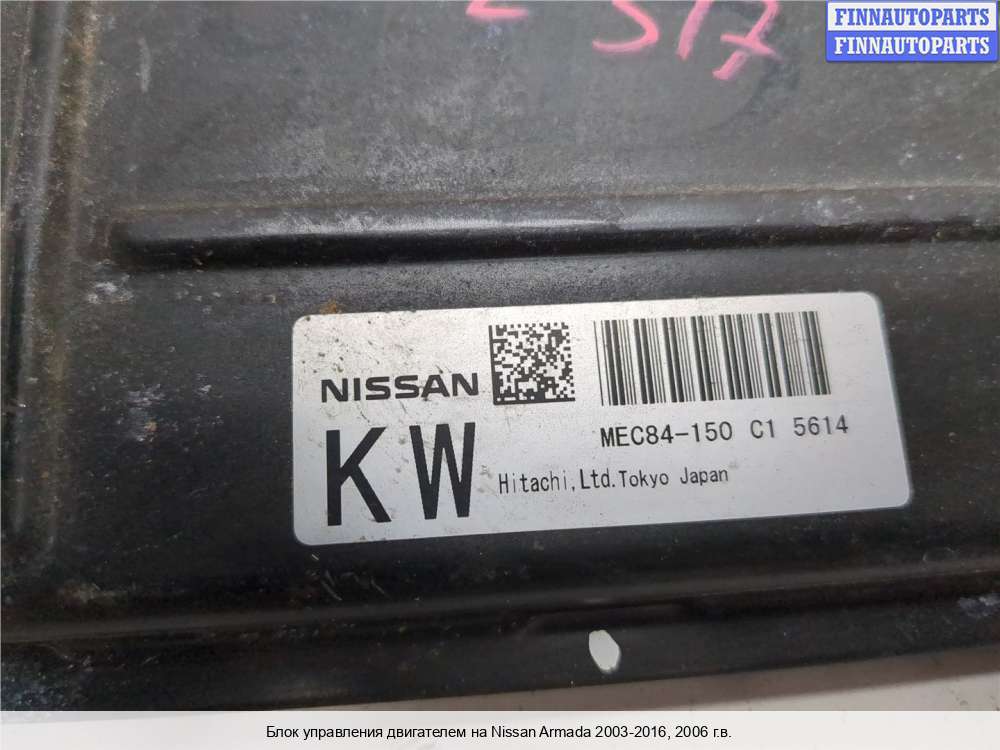 517
FINNAUTOPARTS
FINNAUTOPARTS
NISSAN
KW
MEC84-150 C1 5614
Hitachi,Ltd.Tokyo Japan
Блок управления двигателем на Nissan Armada 2003-2016, 2006 г.в.